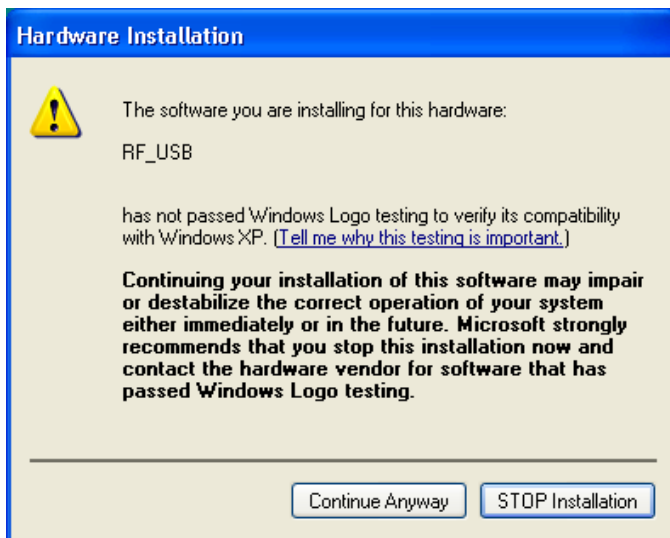 Hardware Installation
The software you are installing for this hardware:
RF_USB
has not passed Windows Logo testing to verify its compatibility
with Windows XP. (Tell me why this testing is important.)
Continuing your installation of this software may impair
or destabilize the correct operation of your system
either immediately or in the future. Microsoft strongly
recommends that you stop this installation now and
contact the hardware vendor for software that has
passed Windows Logo testing.
Continue Anyway
STOP Installation